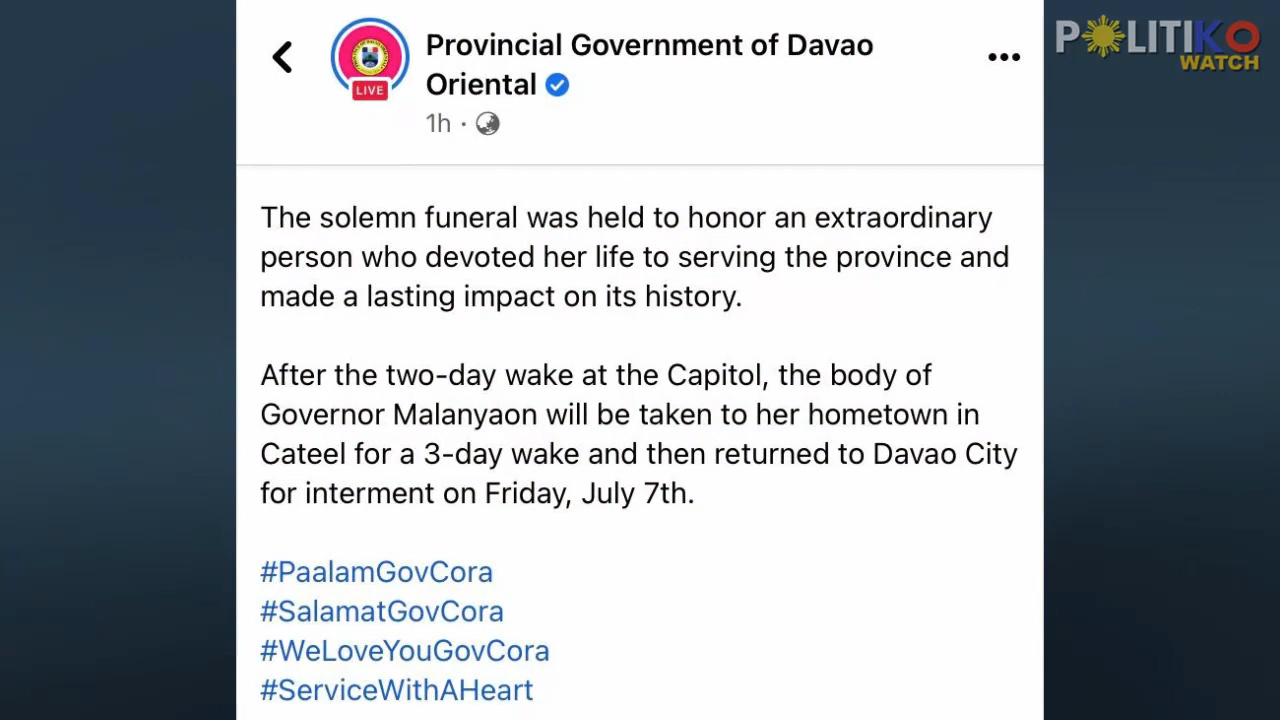 POLITIKO
WATCH
Provincial Government of Davao
Oriental
LIVE
1h ·
The solemn funeral was held to honor an extraordinary
person who devoted her life to serving the province and
made a lasting impact on its history.
After the two-day wake at the Capitol, the body of
Governor Malanyaon will be taken to her hometown in
Cateel for a 3-day wake and then returned to Davao City
for interment on Friday, July 7th.
#PaalamGovCora
#SalamatGovCora
#WeLoveYouGovCora
#ServiceWithAHeart